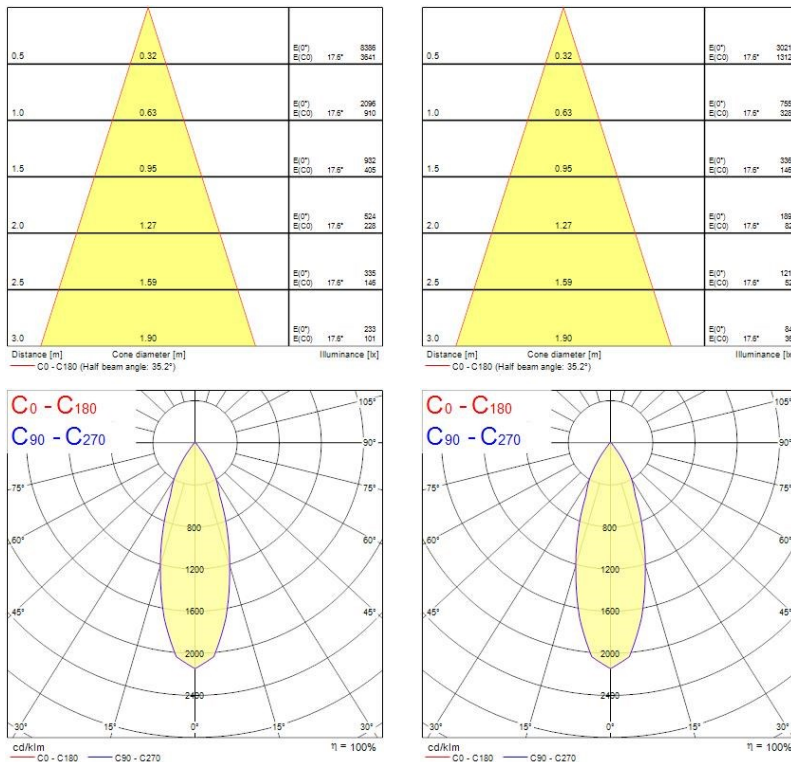 E(0°) 8386
0.5 0.32 E(C0) 17.6° 3641
E(0°) 2096
1.0 0.63 E(C0) 17.6° 910
E(0°) 932
1.5 0.95 E(C0) 17.6° 405
E(0°) 524
2.0 1.27 E(C0) 17.6° 228
E(0°) 335
2.5 1.59 E(C0) 17.6° 146
E(0°) 233
3.0 1.90 E(C0) 17.6° 101
Distance [m] Cone diameter [m] Illuminance [lx]
C0 - C180 (Half beam angle: 35.2°)
E(0°) 3021
0.5 0.32 E(C0) 17.6° 1312
E(0°) 755
1.0 0.63 E(C0) 17.6° 328
E(0°) 336
1.5 0.95 E(C0) 17.6° 146
E(0°) 189
2.0 1.27 E(C0) 17.6° 82
E(0°) 121
2.5 1.59 E(C0) 17.6° 52
E(0°) 84
3.0 1.90 E(C0) 17.6° 36
Distance [m] Cone diameter [m] Illuminance [lx]
C0 - C180 (Half beam angle: 35.2°)
C0 - C180
C90 - C270
105°
90°
75° 75°
800
60° 60°
1200
45° 1600 45°
2000
2400
30° 15° 0° 15° 30°
cd/klm η = 100%
C0 - C180 C90 - C270
C0 - C180
C90 - C270
105°
90°
75° 75°
800
60° 60°
1200
45° 1600 45°
2000
2400
30° 15° 0° 15° 30°
cd/klm η = 100%
C0 - C180 C90 - C270